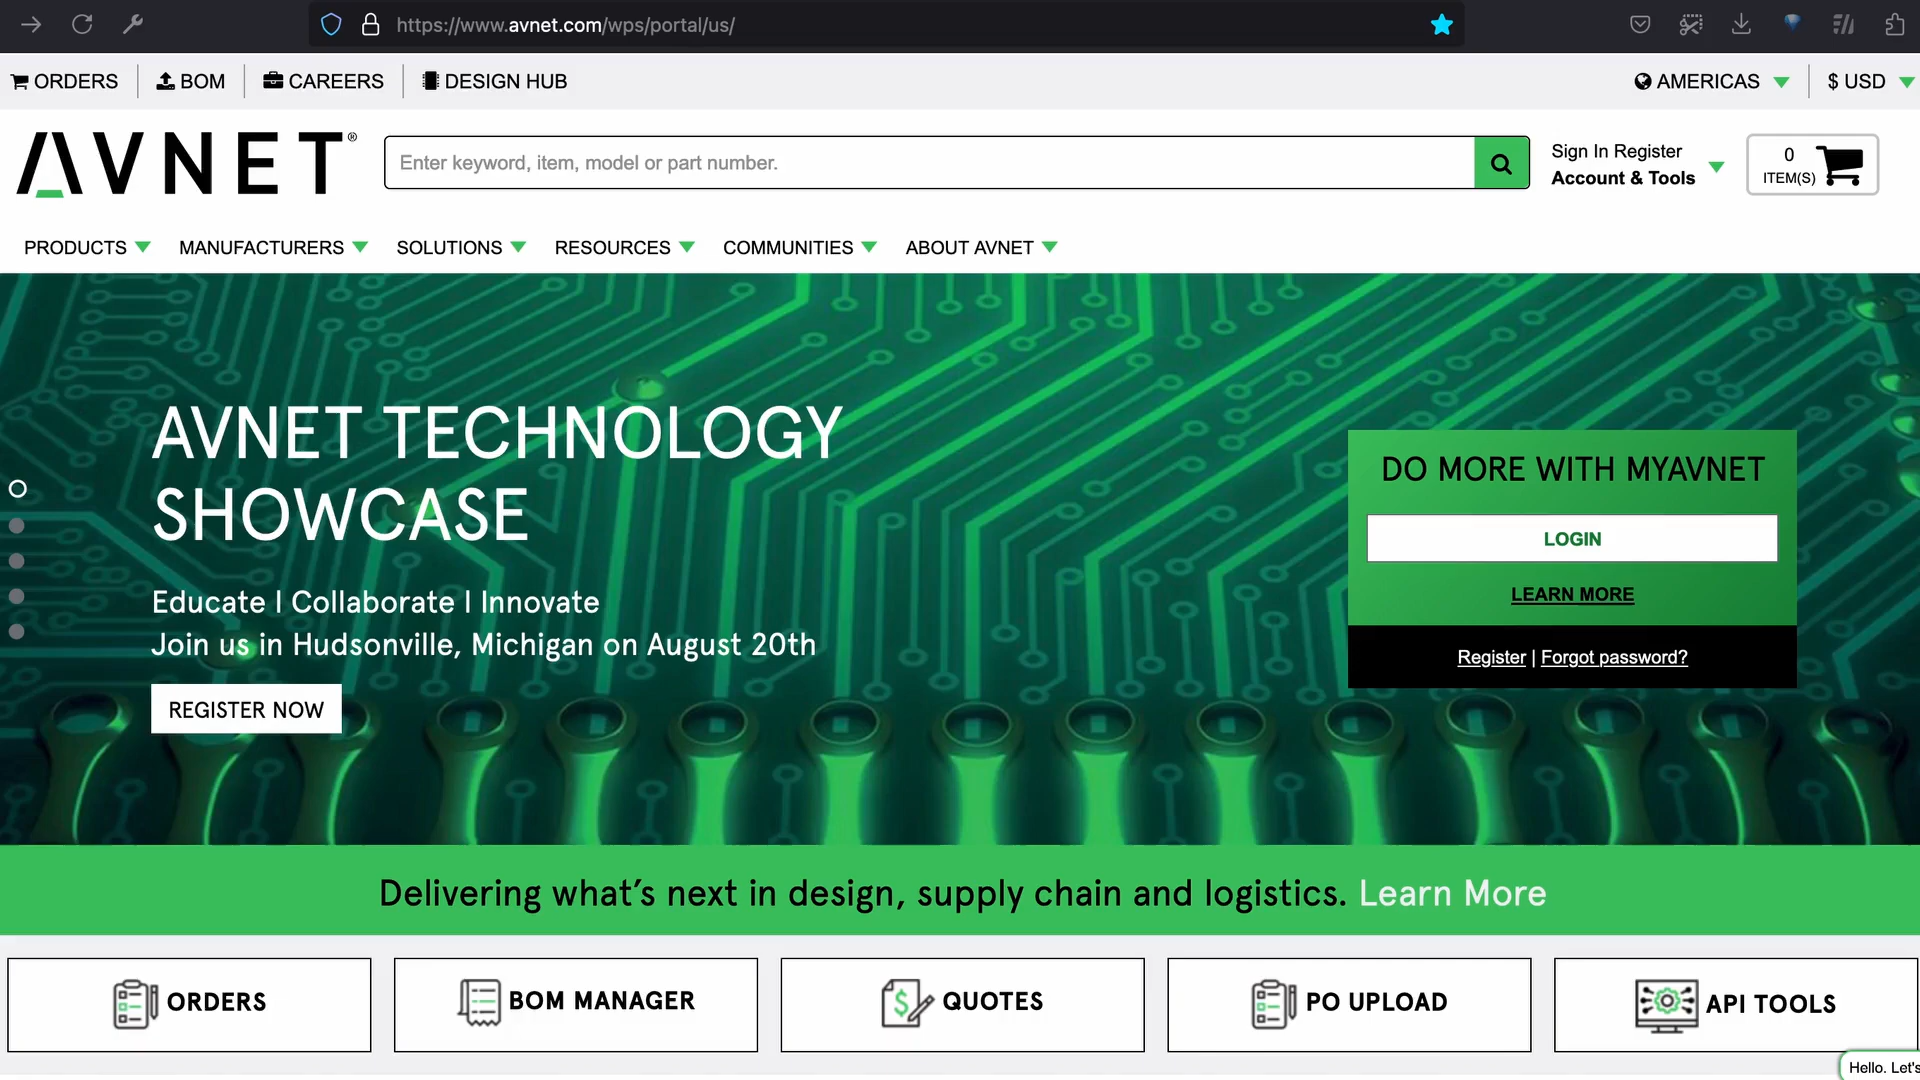 https://www.avnet.com/wps/portal/us/
ORDERS BOM CAREERS DESIGN HUB AMERICAS $ USD
AVNET®
Enter keyword, item, model or part number.
Sign In Register
Account & Tools
0
ITEM(S)
PRODUCTS MANUFACTURERS SOLUTIONS RESOURCES COMMUNITIES ABOUT AVNET
AVNET TECHNOLOGY
SHOWCASE
Educate | Collaborate | Innovate
Join us in Hudsonville, Michigan on August 20th
REGISTER NOW
DO MORE WITH MYAVNET
LOGIN
LEARN MORE
Register | Forgot password?
Delivering what’s next in design, supply chain and logistics. Learn More
ORDERS BOM MANAGER QUOTES PO UPLOAD API TOOLS
Hello. Let's